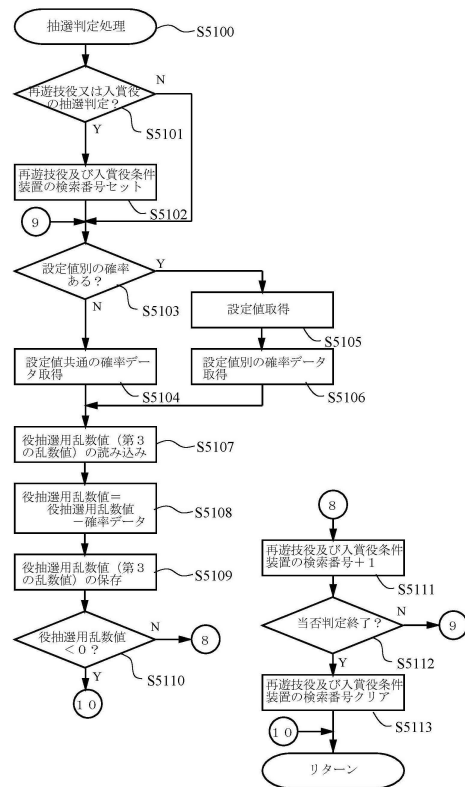 抽選判定処理
S5100
再遊技役又は入賞役
の抽選判定？
N
Y
S5101
再遊技役及び入賞役条件
装置の検索番号セット
S5102
９
設定値別の確率
ある？
Y
N
S5103
設定値取得
S5105
設定値共通の確率デー
タ取得
S5104
設定値別の確率データ
取得
S5106
役抽選用乱数値（第３
の乱数値）の読み込み
S5107
役抽選用乱数値＝
役抽選用乱数値
－確率データ
S5108
役抽選用乱数値（第３
の乱数値）の保存
S5109
役抽選用乱数値
＜０？
N
８
Y
S5110
１０
８
再遊技役及び入賞役条件
装置の検索番号＋１
S5111
当否判定終了？
N
９
Y
S5112
再遊技役及び入賞役条件
装置の検索番号クリア
S5113
１０
リターン